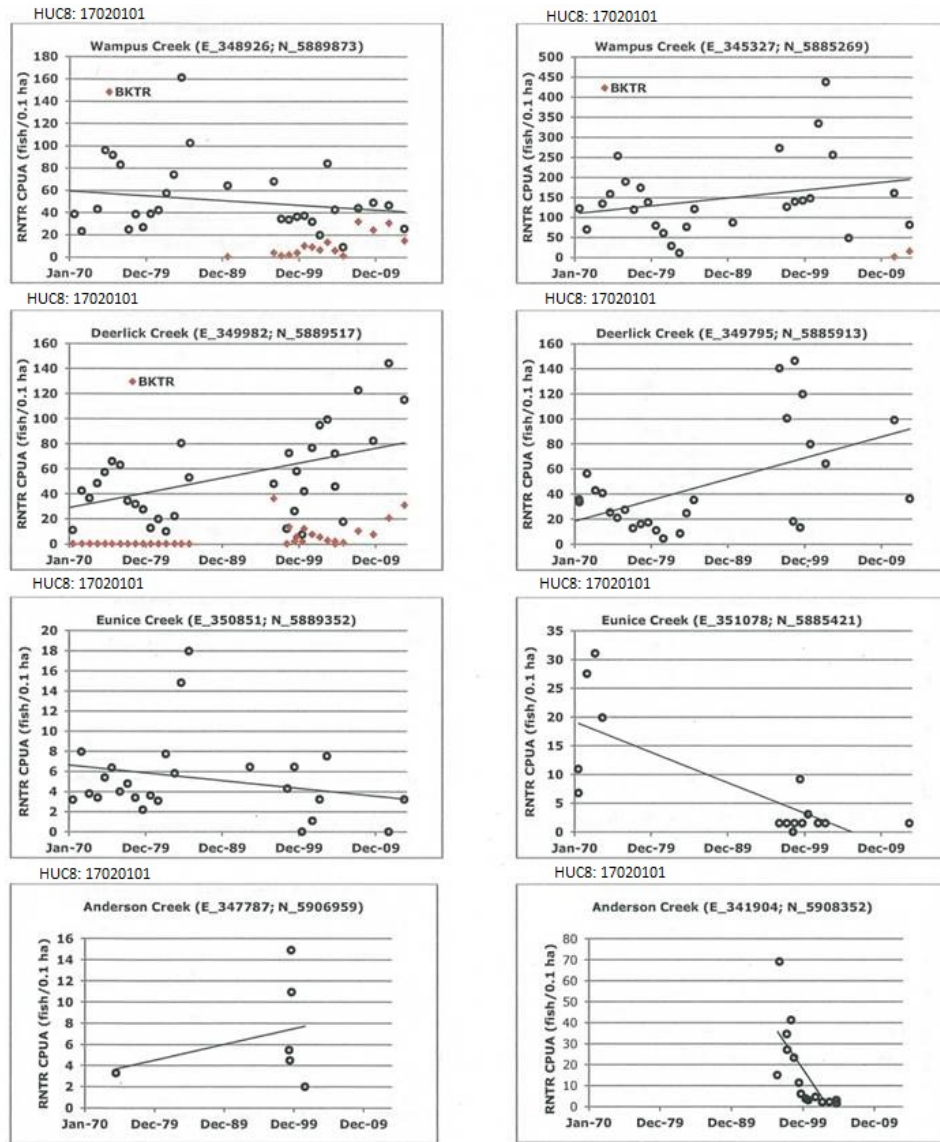 HUC8: 17020101
Wampus Creek (E_348926; N_5889873)
RNTR CPUA (fish/0.1 ha)
180
160
140
120
100
80
60
40
20
0
BKTR
Jan-70 Dec-79 Dec-89 Dec-99 Dec-09
HUC8: 17020101
Wampus Creek (E_345327; N_5885269)
RNTR CPUA (fish/0.1 ha)
500
450
400
350
300
250
200
150
100
50
0
BKTR
Jan-70 Dec-79 Dec-89 Dec-99 Dec-09
HUC8: 17020101
Deerlick Creek (E_349982; N_5889517)
RNTR CPUA (fish/0.1 ha)
160
140
120
100
80
60
40
20
0
BKTR
Jan-70 Dec-79 Dec-89 Dec-99 Dec-09
HUC8: 17020101
Deerlick Creek (E_349795; N_5885913)
RNTR CPUA (fish/0.1 ha)
160
140
120
100
80
60
40
20
0
Jan-70 Dec-79 Dec-89 Dec-99 Dec-09
HUC8: 17020101
Eunice Creek (E_350851; N_5889352)
RNTR CPUA (fish/0.1 ha)
20
18
16
14
12
10
8
6
4
2
0
Jan-70 Dec-79 Dec-89 Dec-99 Dec-09
HUC8: 17020101
Eunice Creek (E_351078; N_5885421)
RNTR CPUA (fish/0.1 ha)
35
30
25
20
15
10
5
0
Jan-70 Dec-79 Dec-89 Dec-99 Dec-09
HUC8: 17020101
Anderson Creek (E_347787; N_5906959)
RNTR CPUA (fish/0.1 ha)
16
14
12
10
8
6
4
2
0
Jan-70 Dec-79 Dec-89 Dec-99 Dec-09
HUC8: 17020101
Anderson Creek (E_341904; N_5908352)
RNTR CPUA (fish/0.1 ha)
80
70
60
50
40
30
20
10
0
Jan-70 Dec-79 Dec-89 Dec-99 Dec-09